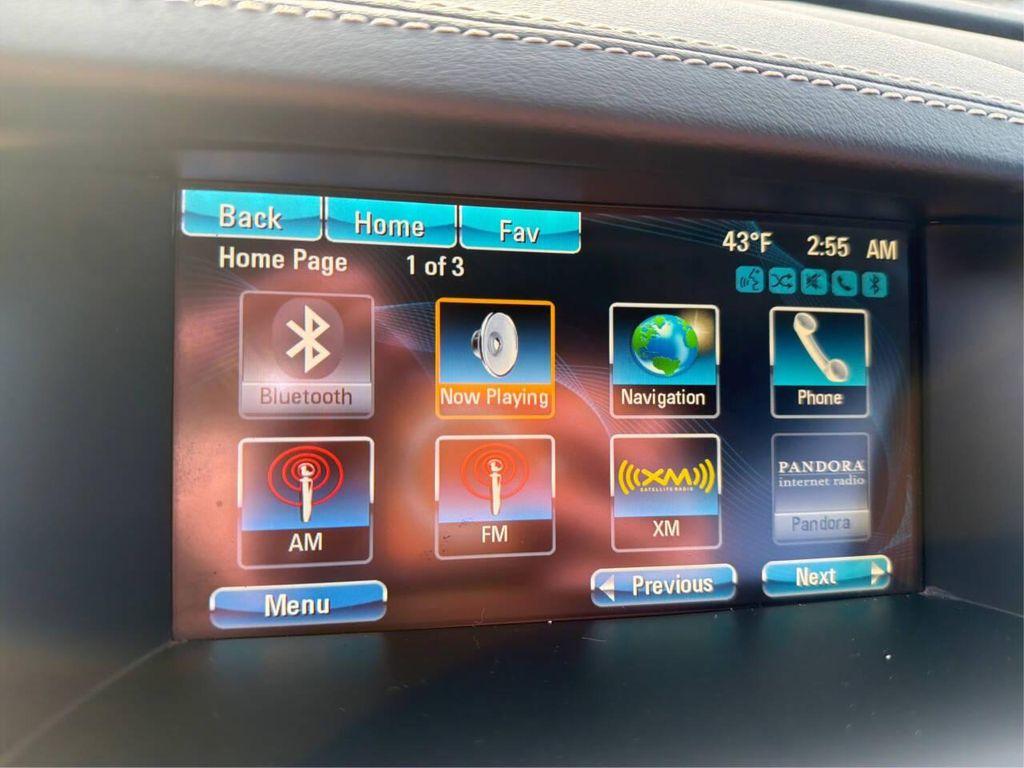 Back Home Fav
43°F 2:55 AM
Home Page 1 of 3
Bluetooth Now Playing Navigation Phone
XM
SATELLITE RADIO
PANDORA
internet radio
AM FM XM Pandora
Menu Previous Next